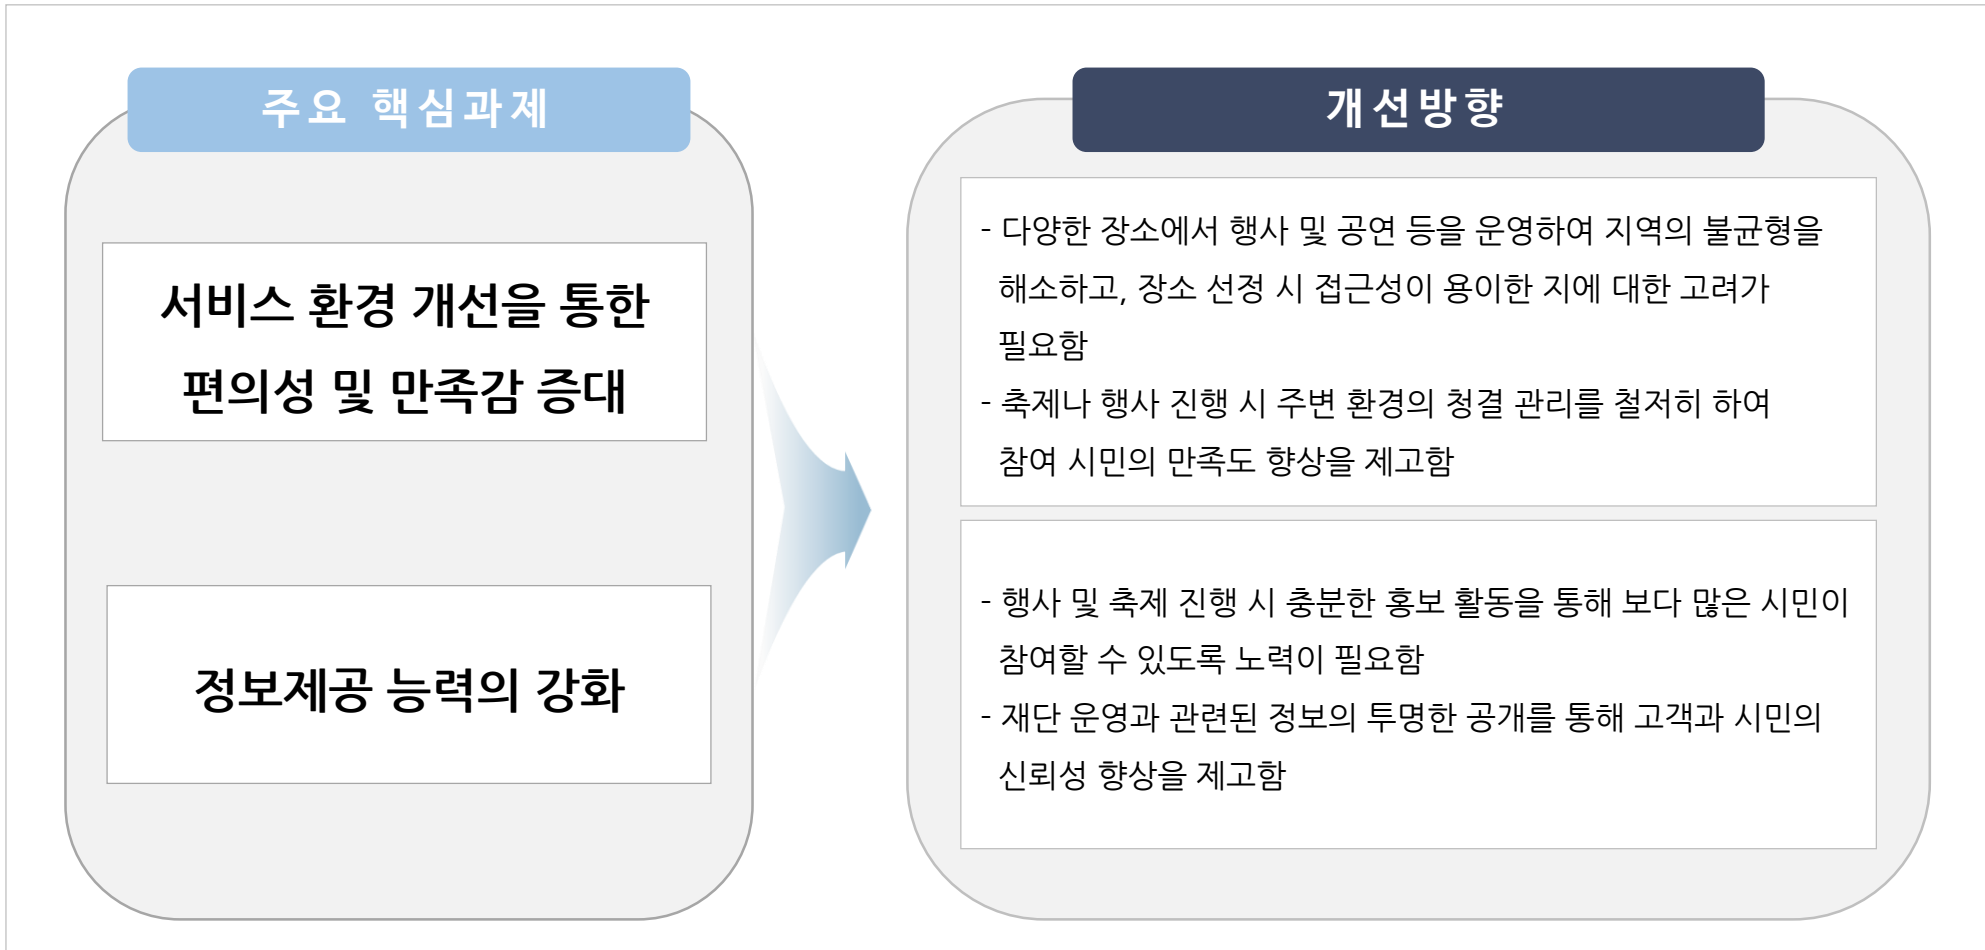 주요 핵심과제
서비스 환경 개선을 통한
편의성 및 만족감 증대
정보제공 능력의 강화
개선방향
- 다양한 장소에서 행사 및 공연 등을 운영하여 지역의 불균형을
해소하고, 장소 선정 시 접근성이 용이한 지에 대한 고려가
필요함
- 축제나 행사 진행 시 주변 환경의 청결 관리를 철저히 하여
참여 시민의 만족도 향상을 제고함
- 행사 및 축제 진행 시 충분한 홍보 활동을 통해 보다 많은 시민이
참여할 수 있도록 노력이 필요함
- 재단 운영과 관련된 정보의 투명한 공개를 통해 고객과 시민의
신뢰성 향상을 제고함